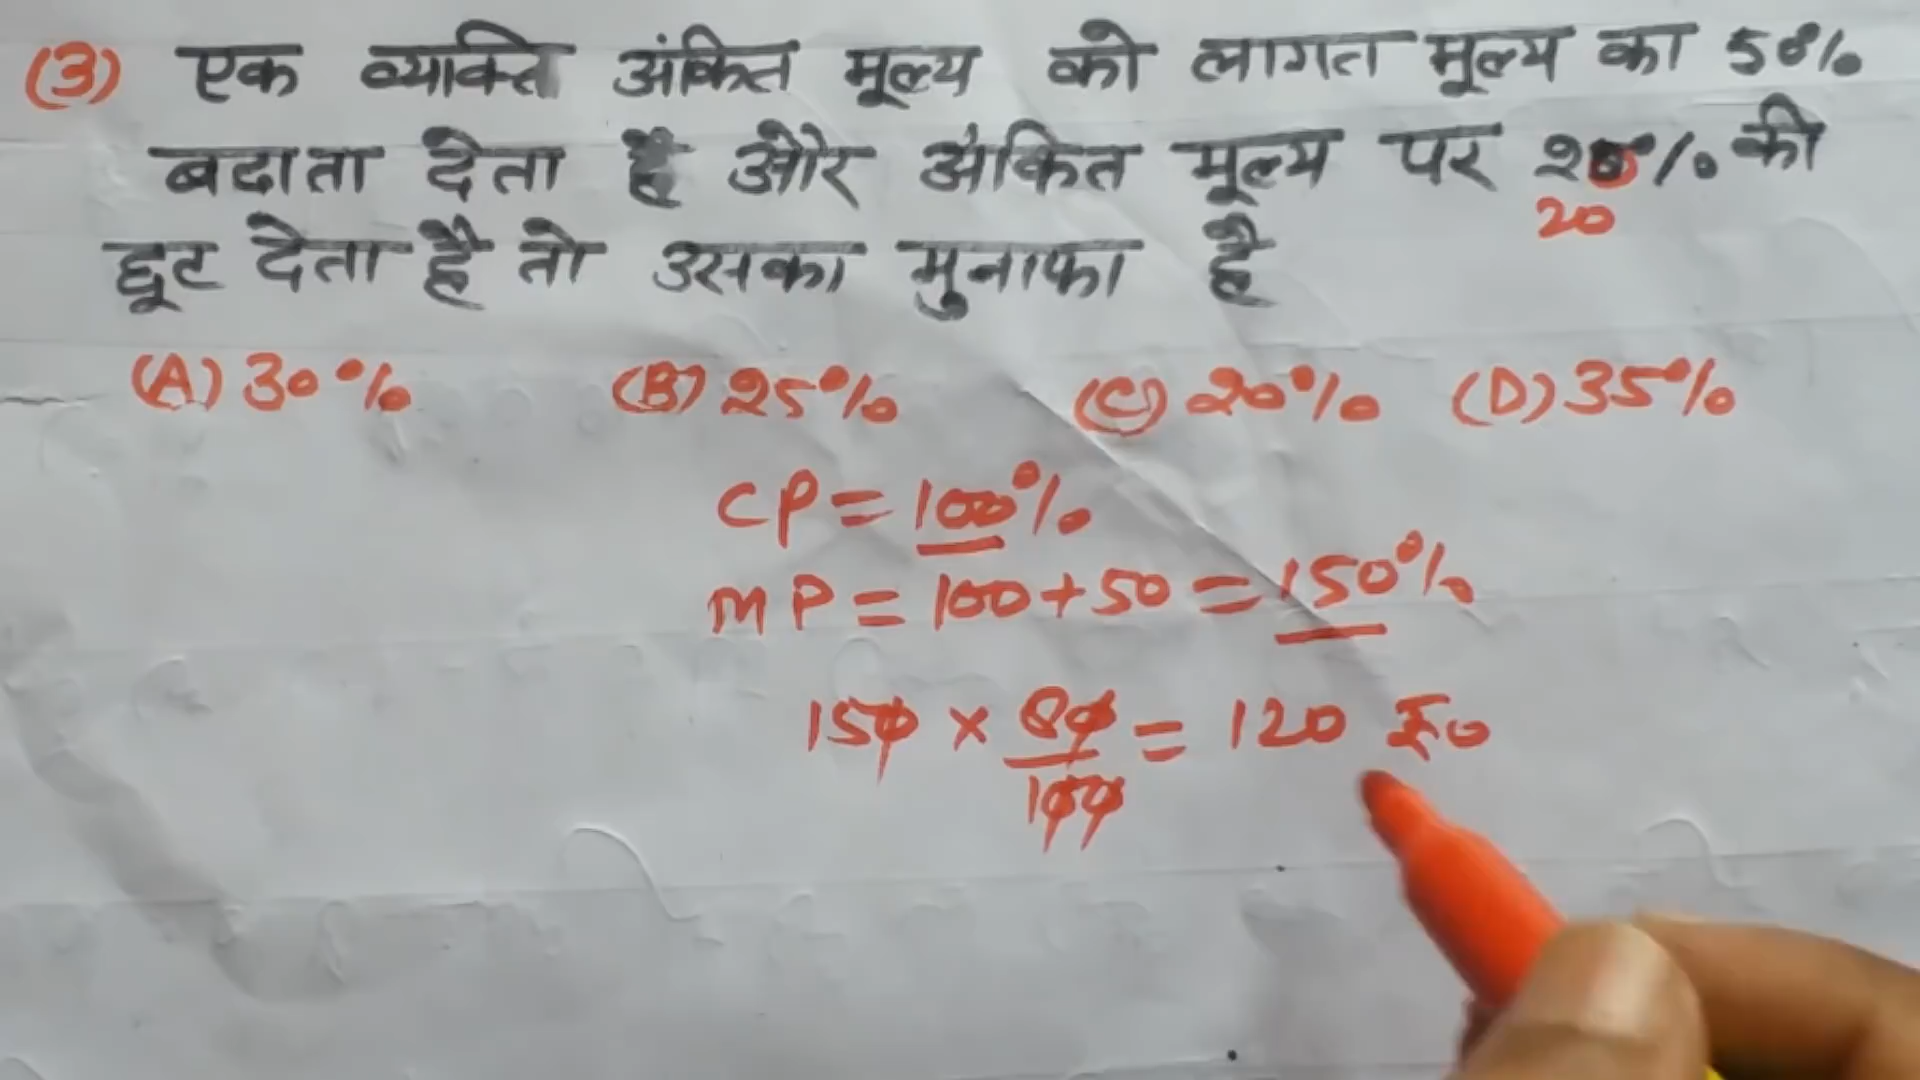 (3) एक व्यक्ति अंकित मूल्य को लागत मूल्य का 50%
बदाता देता है और अंकित मूल्य पर 20% की
20
छूट देता है तो उसका मुनाफा है
(A) 30% (B) 25% (C) 20% (D) 35%
CP = 100%
MP = 100 + 50 = 150%
150 × 80/100 = 120 रु०